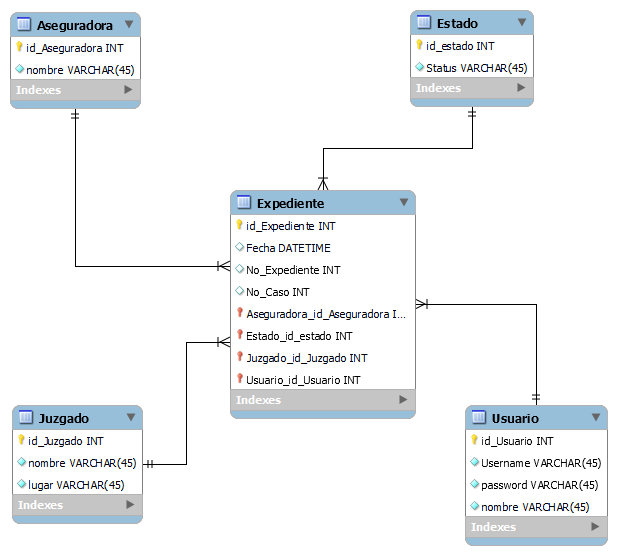 Aseguradora
id_Aseguradora INT
nombre VARCHAR(45)
Indexes
Estado
id_estado INT
Status VARCHAR(45)
Indexes
Expediente
id_Expediente INT
Fecha DATETIME
No_Expediente INT
No_Caso INT
Aseguradora_id_Aseguradora I...
Estado_id_estado INT
Juzgado_id_Juzgado INT
Usuario_id_Usuario INT
Indexes
Juzgado
id_Juzgado INT
nombre VARCHAR(45)
lugar VARCHAR(45)
Indexes
Usuario
id_Usuario INT
Username VARCHAR(45)
password VARCHAR(45)
nombre VARCHAR(45)
Indexes